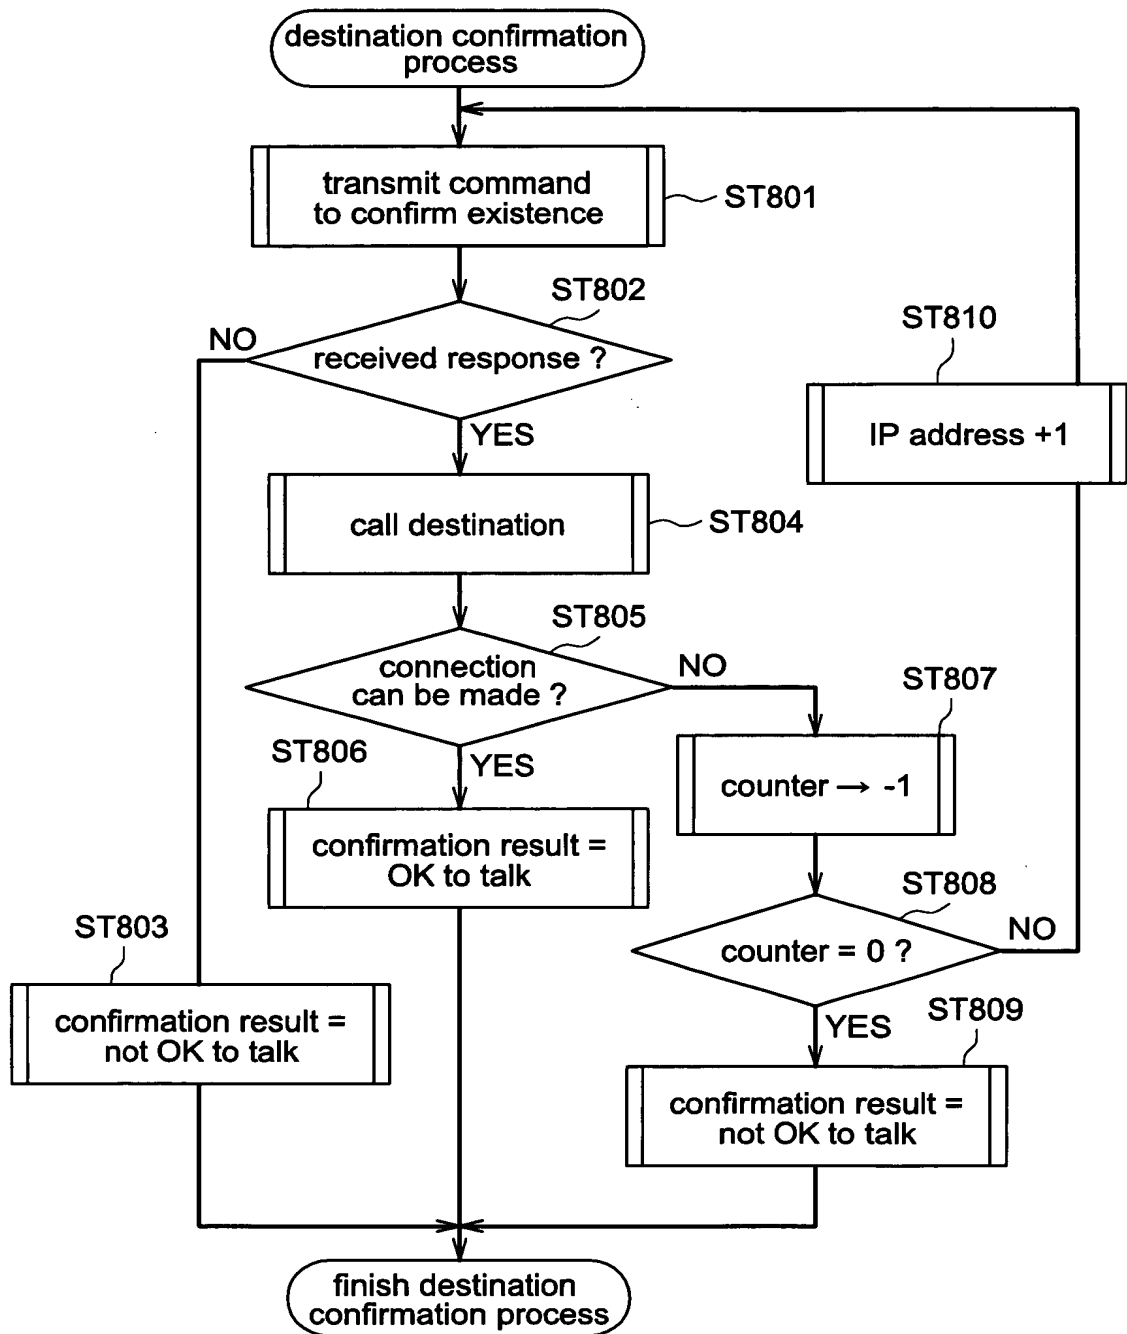 destination confirmation
process
transmit command
to confirm existence
ST801
ST802
NO
received response ?
YES
ST810
IP address +1
call destination
ST804
ST805
connection
can be made ?
NO
YES
ST807
counter → -1
ST806
confirmation result =
OK to talk
ST808
counter = 0 ?
NO
YES
ST803
confirmation result =
not OK to talk
ST809
confirmation result =
not OK to talk
finish destination
confirmation process